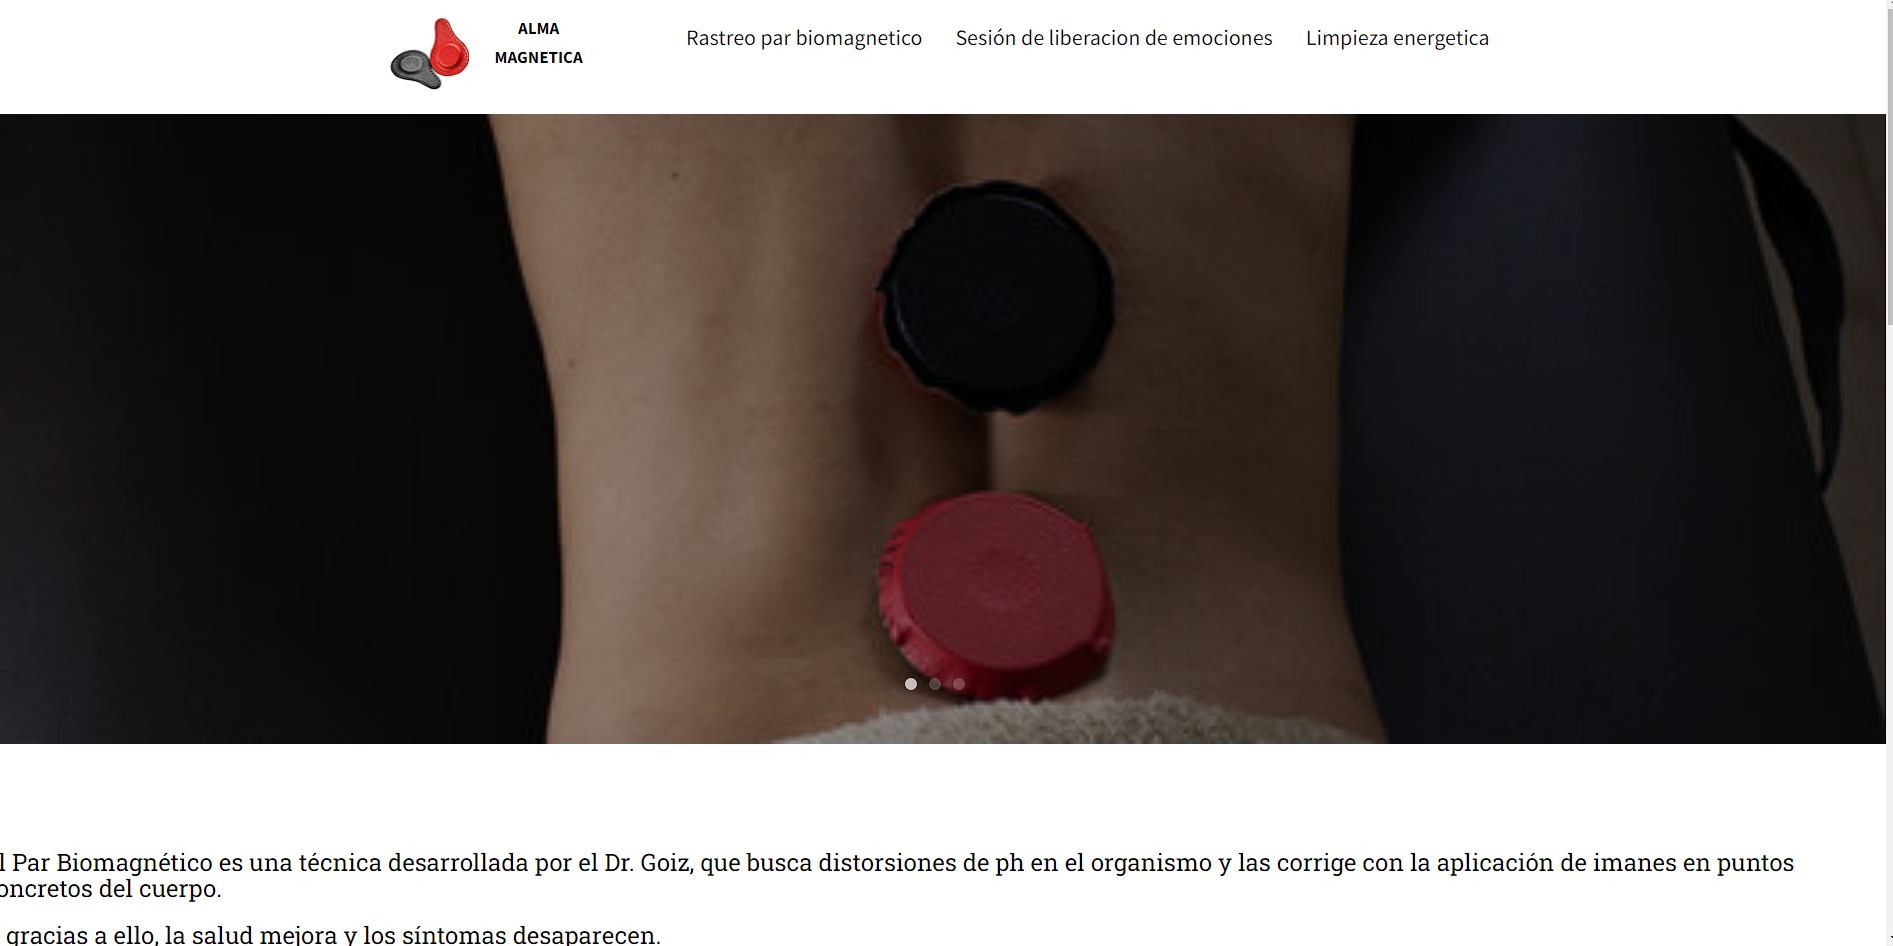 ALMA
MAGNETICA
Rastreo par biomagnetico
Sesión de liberacion de emociones
Limpieza energetica
l Par Biomagnético es una técnica desarrollada por el Dr. Goiz, que busca distorsiones de ph en el organismo y las corrige con la aplicación de imanes en puntos
oncretos del cuerpo.
gracias a ello, la salud mejora y los síntomas desaparecen.